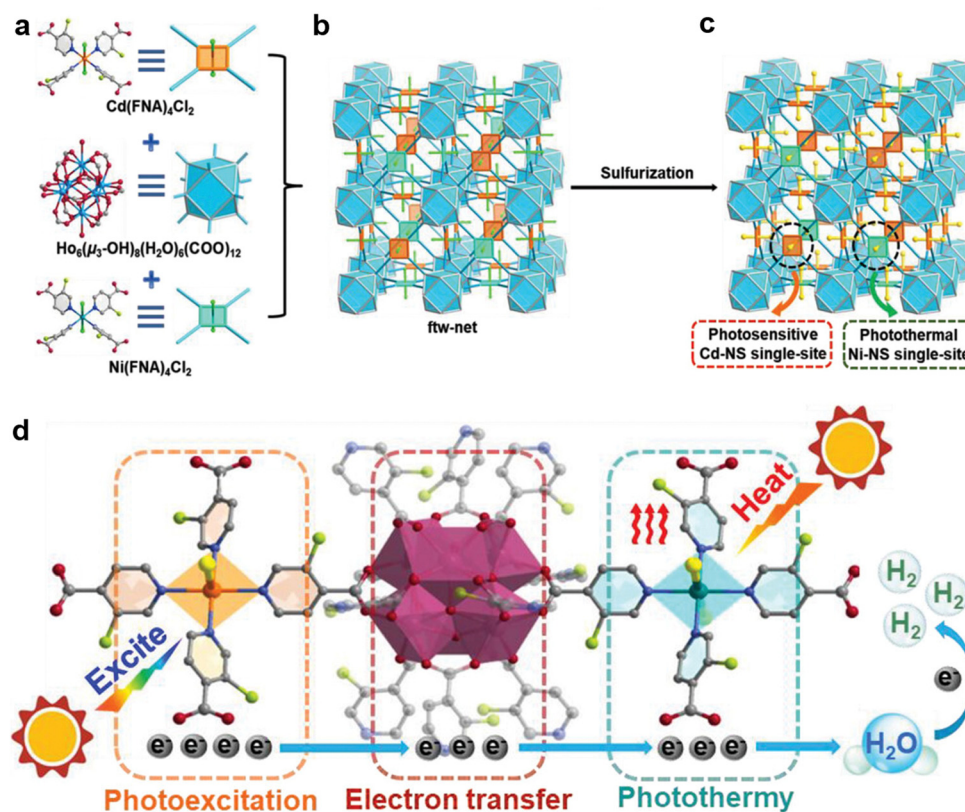 a
Cd(FNA)₄Cl₂
+
Ho₆(μ₃-OH)₈(H₂O)₆(COO)₁₂
+
Ni(FNA)₄Cl₂
b
ftw-net
Sulfurization
c
Photosensitive
Cd-NS single-site
Photothermal
Ni-NS single-site
d
Excite
Heat
H₂
H₂
H₂
e⁻
H₂O
e⁻ e⁻ e⁻ e⁻
e⁻ e⁻ e⁻
e⁻ e⁻ e⁻
Photoexcitation
Electron transfer
Photothermy